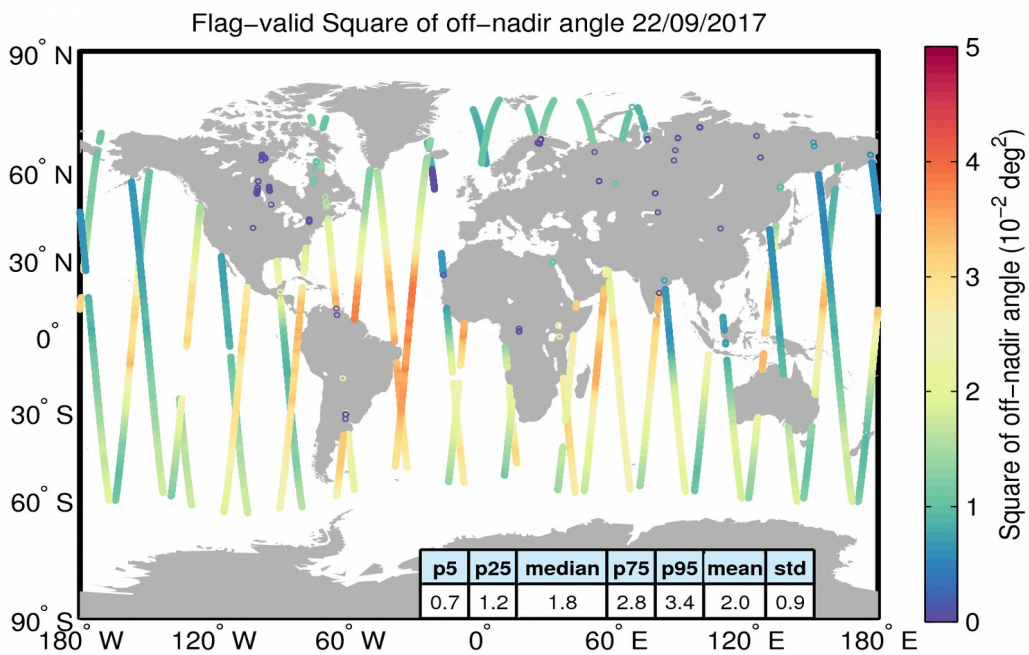 Flag−valid Square of off−nadir angle 22/09/2017
90° N
60° N
30° N
0°
30° S
60° S
90° S
180° W
120° W
60° W
0°
60° E
120° E
180° E
p5 p25 median p75 p95 mean std
0.7 1.2 1.8 2.8 3.4 2.0 0.9
5
4
3
2
1
0
Square of off−nadir angle (10⁻² deg²)